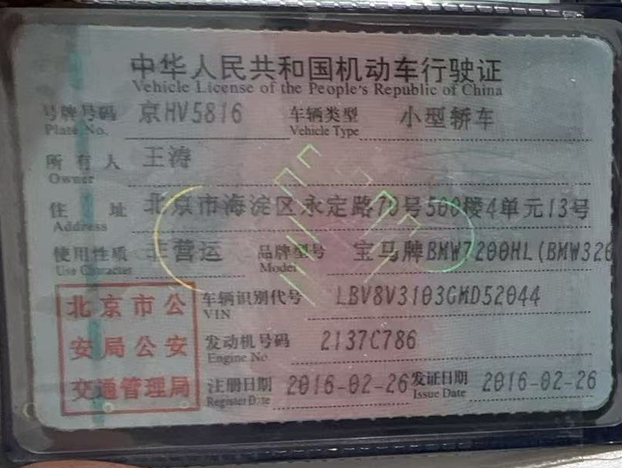 中华人民共和国机动车行驶证
Vehicle License of the People's Republic of China
号牌号码 京HV5816 车辆类型 小型轿车
Plate No. Vehicle Type
所有人 王涛
Owner
住址 北京市海淀区永定路70号500楼4单元13号
Address
使用性质 非营运 品牌型号 宝马牌BMW7200HL(BMW320
Use Character Model
北京市公 车辆识别代号 LBV8V3103GMD52044
VIN
安局公安 发动机号码 2137C786
Engine No.
交通管理局 注册日期 2016-02-26 发证日期 2016-02-26
Register Date Issue Date